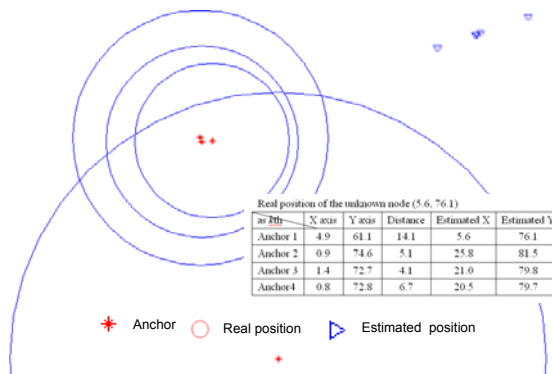 Real position of the unknown node (5.6, 76.1)
as kth X axis Y axis Distance Estimated X Estimated Y
Anchor 1 4.9 61.1 14.1 5.6 76.1
Anchor 2 0.9 74.6 5.1 25.8 81.5
Anchor 3 1.4 72.7 4.1 21.0 79.8
Anchor4 0.8 72.8 6.7 20.5 79.7
Anchor Real position Estimated position